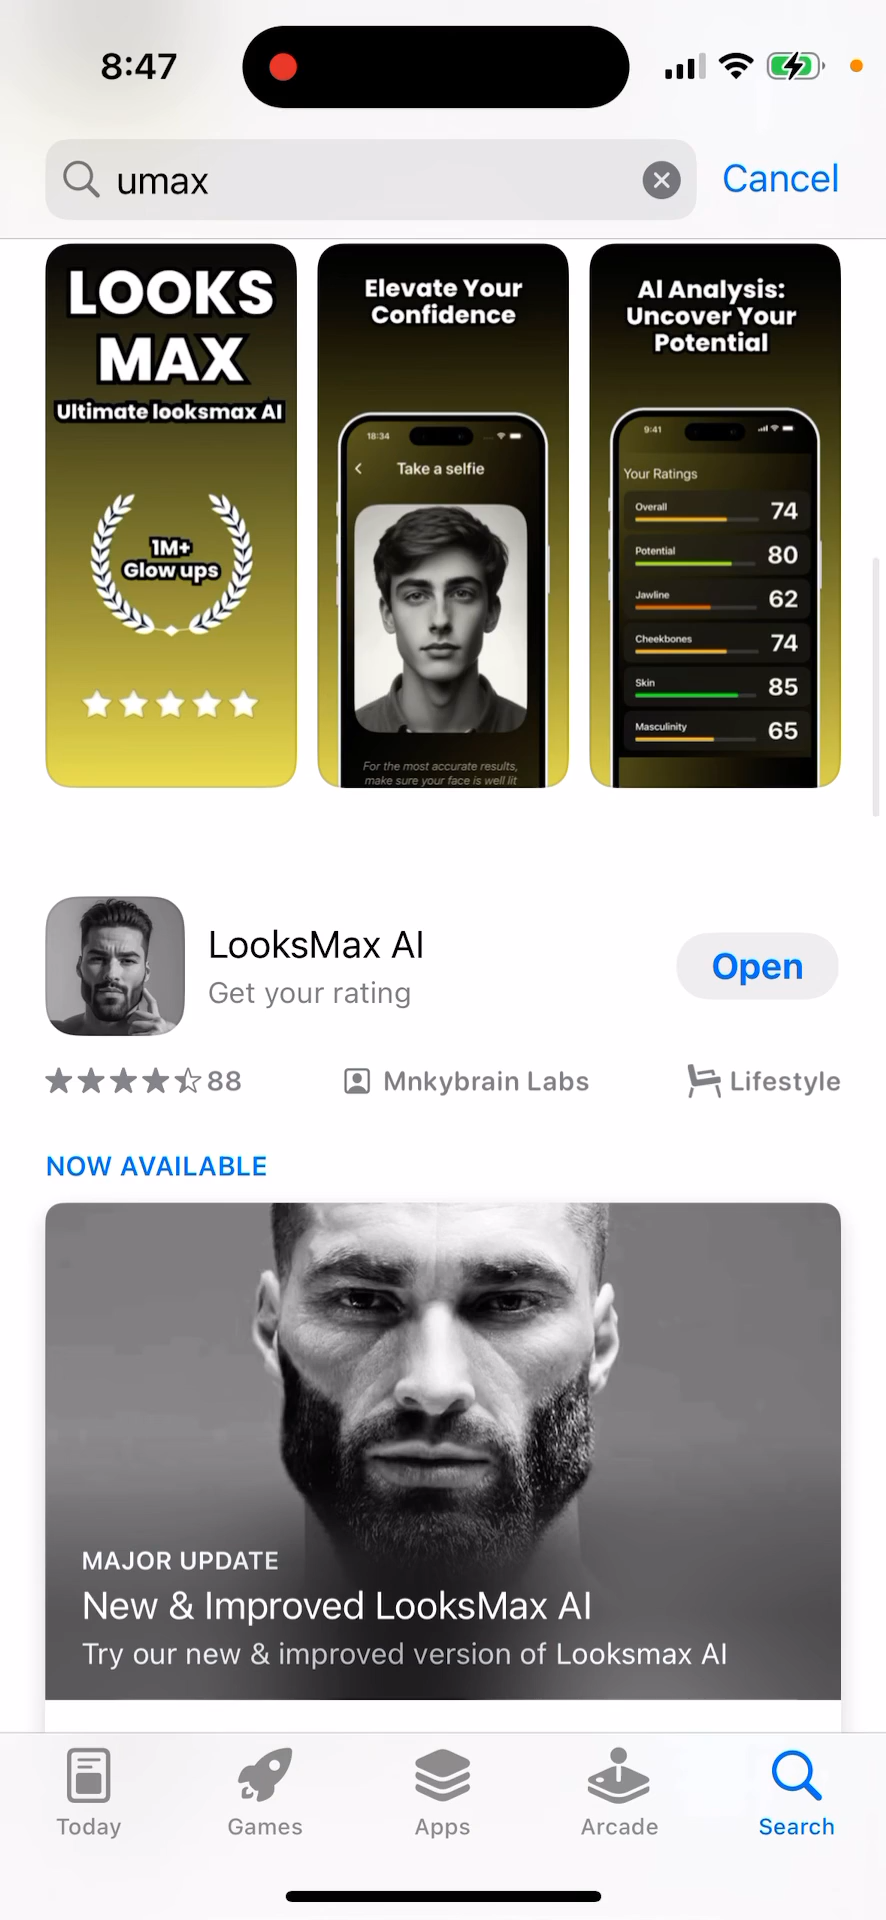 8:47
umax
Cancel
LOOKS
MAX
Ultimate looksmax AI
1M+
Glow ups
Elevate Your
Confidence
18:34
Take a selfie
For the most accurate results,
make sure your face is well lit
AI Analysis:
Uncover Your
Potential
9:41
Your Ratings
Overall 74
Potential 80
Jawline 62
Cheekbones 74
Skin 85
Masculinity 65
LooksMax AI
Get your rating
Open
88
Mnkybrain Labs
Lifestyle
NOW AVAILABLE
MAJOR UPDATE
New & Improved LooksMax AI
Try our new & improved version of Looksmax AI
Today
Games
Apps
Arcade
Search